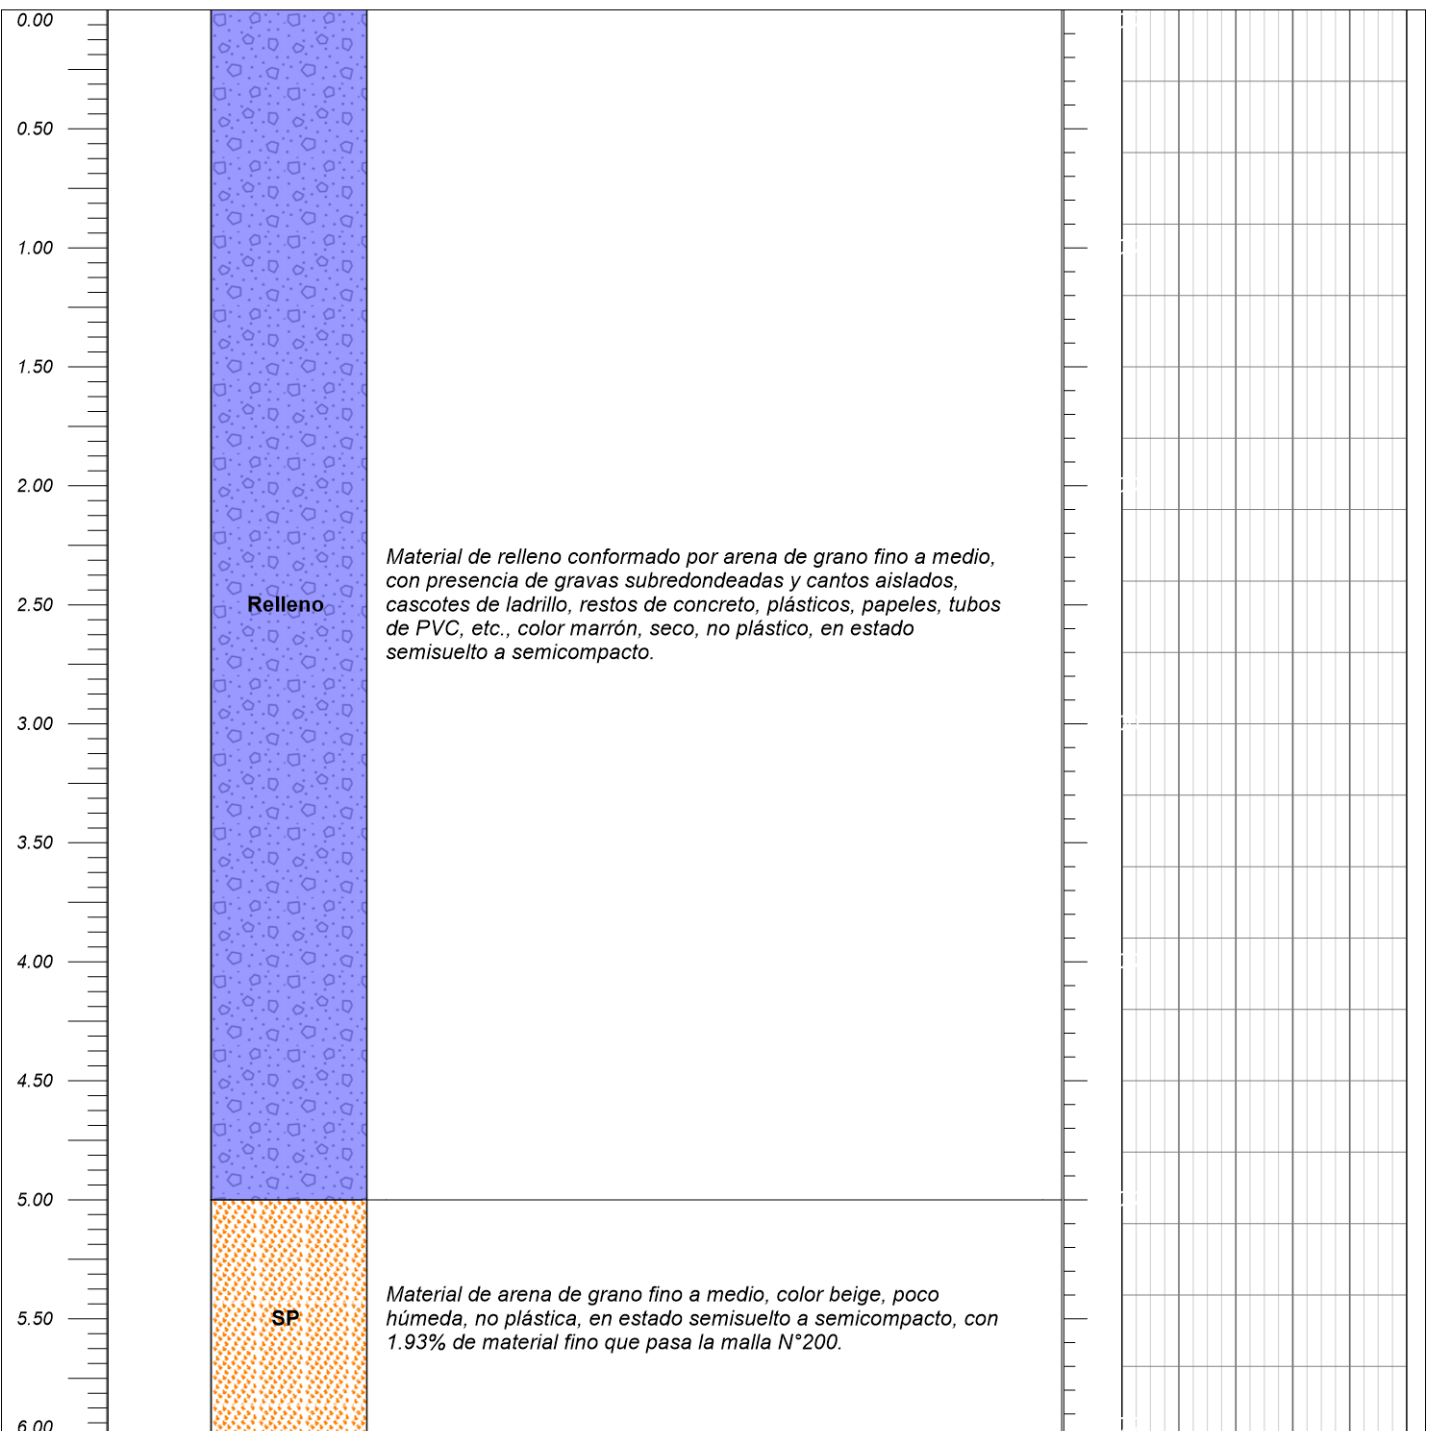 0.00
0.50
1.00
1.50
2.00
Material de relleno conformado por arena de grano fino a medio,
con presencia de gravas subredondeadas y cantos aislados,
2.50
Relleno
cascotes de ladrillo, restos de concreto, plásticos, papeles, tubos
de PVC, etc., color marrón, seco, no plástico, en estado
semisuelto a semicompacto.
3.00
3.50
4.00
4.50
5.00
Material de arena de grano fino a medio, color beige, poco
5.50
SP
húmeda, no plástica, en estado semisuelto a semicompacto, con
1.93% de material fino que pasa la malla N°200.
6.00